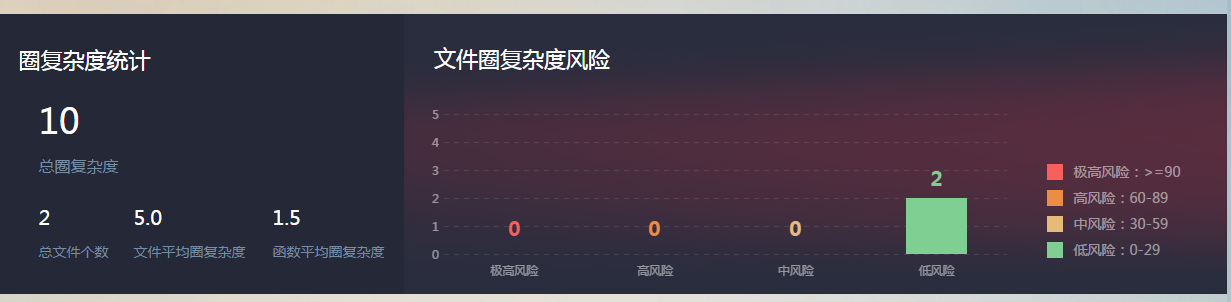 圈复杂度统计
10
总圈复杂度
2 5.0 1.5
总文件个数 文件平均圈复杂度 函数平均圈复杂度
文件圈复杂度风险
5
4
3
2
1
0
0 0 0 2
极高风险 高风险 中风险 低风险
极高风险：>=90
高风险：60-89
中风险：30-59
低风险：0-29